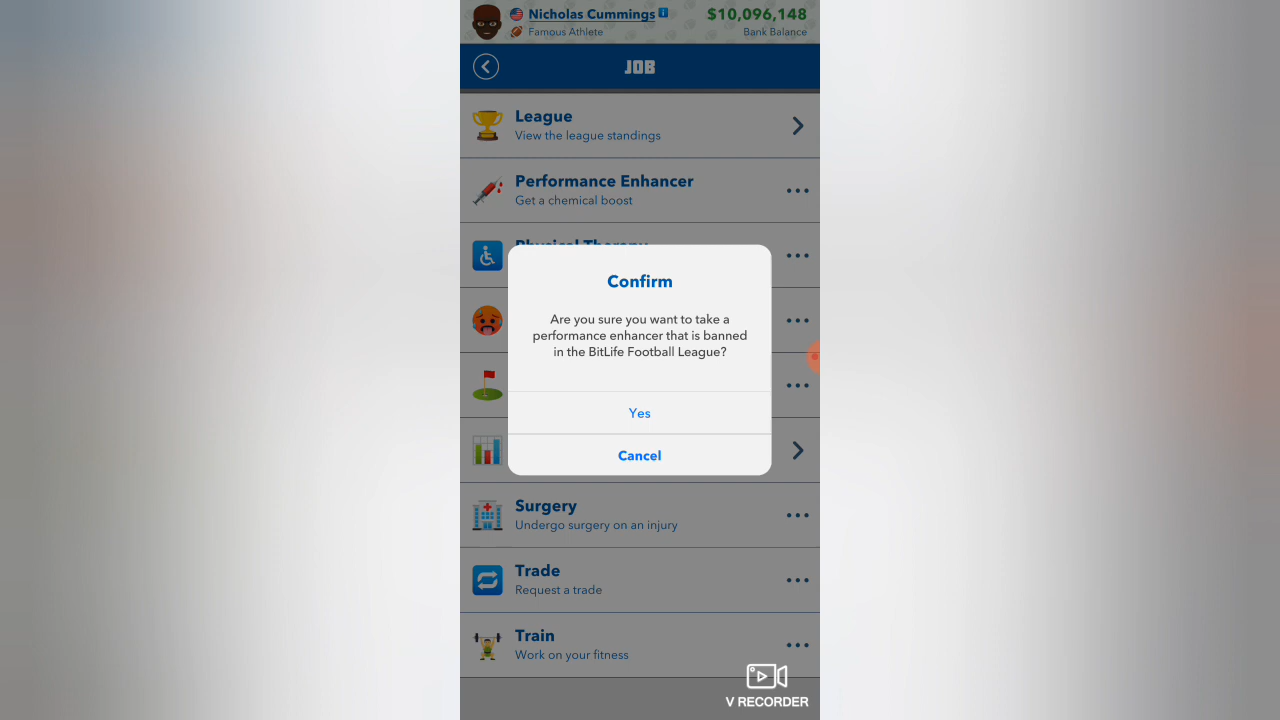 Nicholas Cummings
$10,096,148
Famous Athlete
Bank Balance
JOB
League
View the league standings
Performance Enhancer
Get a chemical boost
Physical Therapy
Confirm
Are you sure you want to take a
performance enhancer that is banned
in the BitLife Football League?
Yes
Cancel
Surgery
Undergo surgery on an injury
Trade
Request a trade
Train
Work on your fitness
V RECORDER